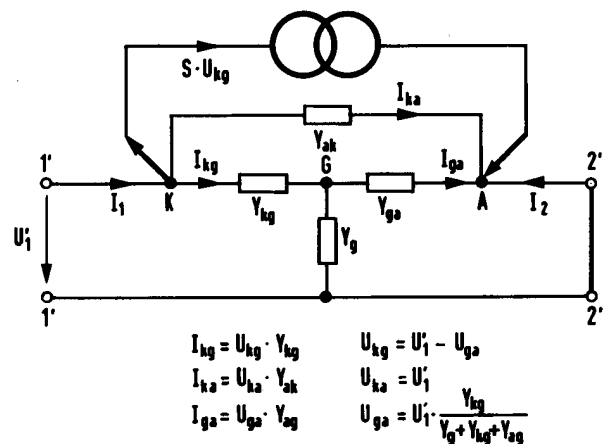 S·U_kg
I_ka
Y_ak
1' I_1 K I_kg G I_ga A I_2 2'
Y_kg Y_ga
U'_1 Y_g
1' 2'
I_kg = U_kg · Y_kg U_kg = U'_1 - U_ga
I_ka = U_ka · Y_ak U_ka = U'_1
I_ga = U_ga · Y_ag U_ga = U'_1 · Y_kg / Y_g + Y_kg + Y_ag